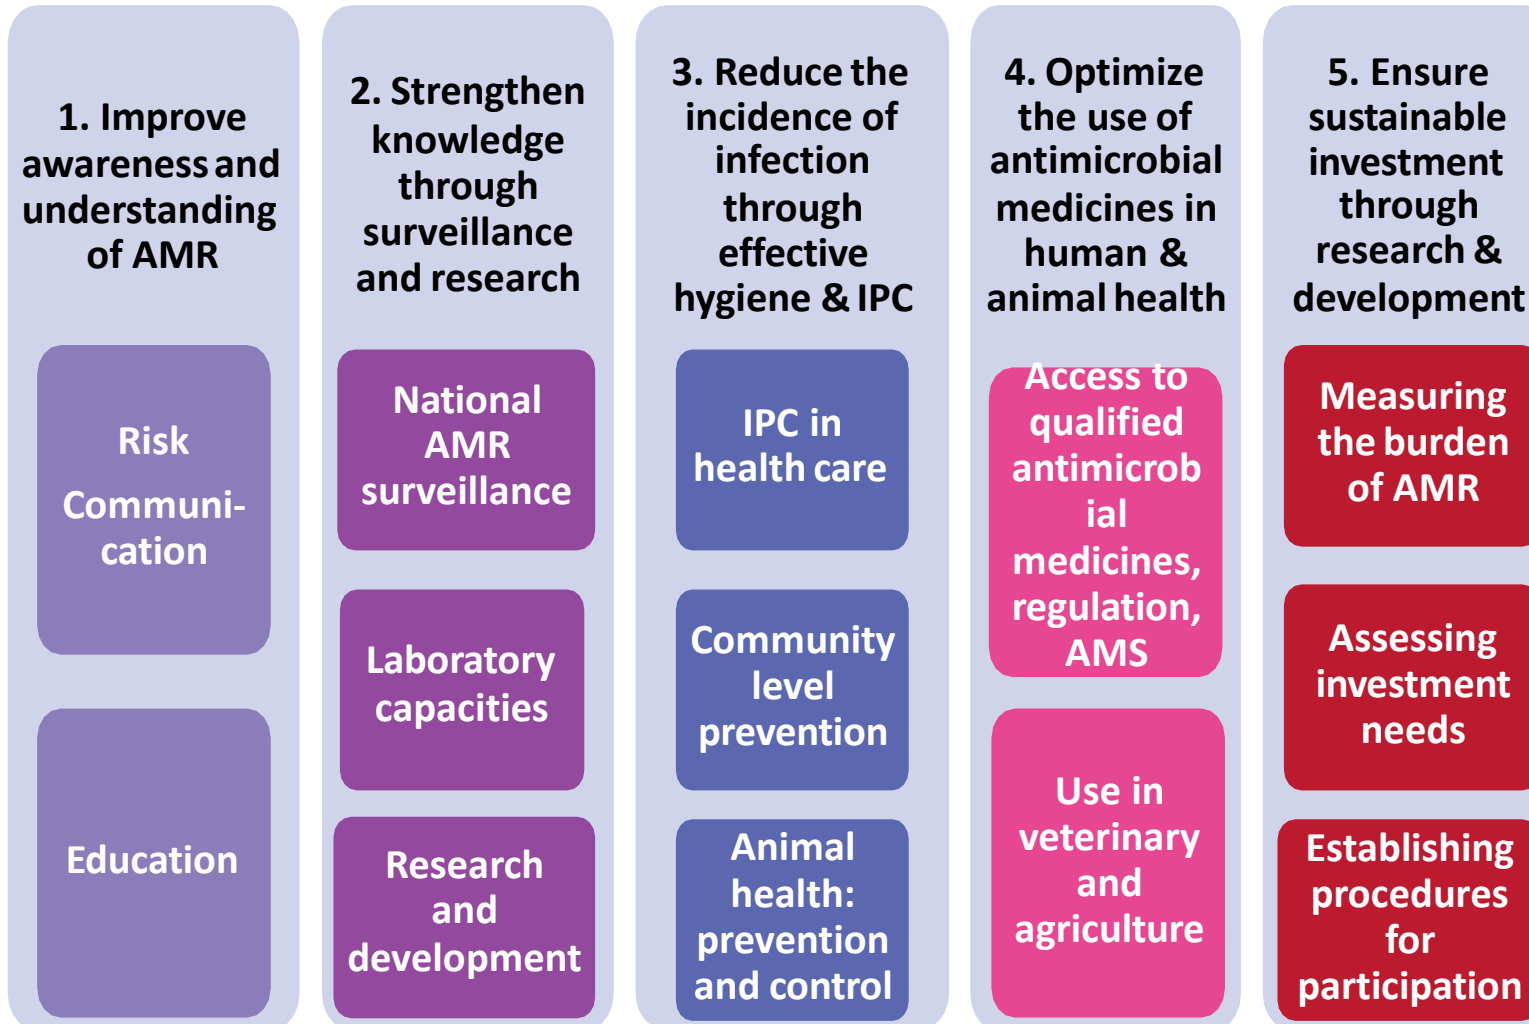 1. Improve
awareness and
understanding
of AMR
Risk
Communi-
cation
Education
2. Strengthen
knowledge
through
surveillance
and research
National
AMR
surveillance
Laboratory
capacities
Research
and
development
3. Reduce the
incidence of
infection
through
effective
hygiene & IPC
IPC in
health care
Community
level
prevention
Animal
health:
prevention
and control
4. Optimize
the use of
antimicrobial
medicines in
human &
animal health
Access to
qualified
antimicrob
ial
medicines,
regulation,
AMS
Use in
veterinary
and
agriculture
5. Ensure
sustainable
investment
through
research &
development
Measuring
the burden
of AMR
Assessing
investment
needs
Establishing
procedures
for
participation